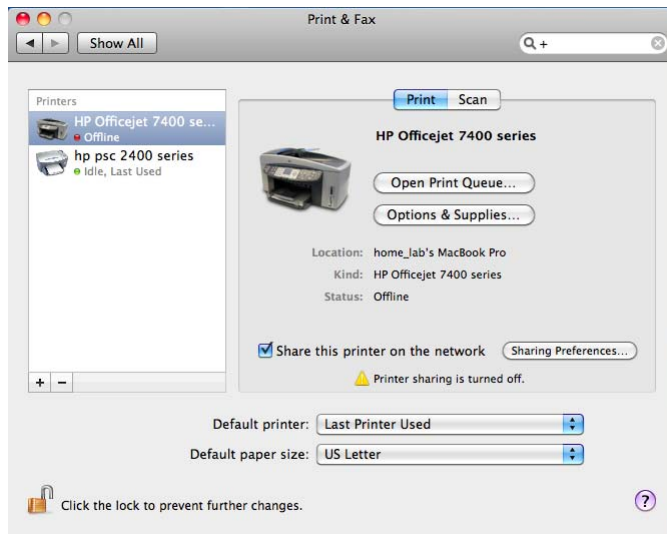 Print & Fax
Show All
+
Printers
HP Officejet 7400 se...
Offline
hp psc 2400 series
Idle, Last Used
+ −
Print Scan
HP Officejet 7400 series
Open Print Queue...
Options & Supplies...
Location: home_lab's MacBook Pro
Kind: HP Officejet 7400 series
Status: Offline
Share this printer on the network Sharing Preferences...
Printer sharing is turned off.
Default printer: Last Printer Used
Default paper size: US Letter
Click the lock to prevent further changes.
?